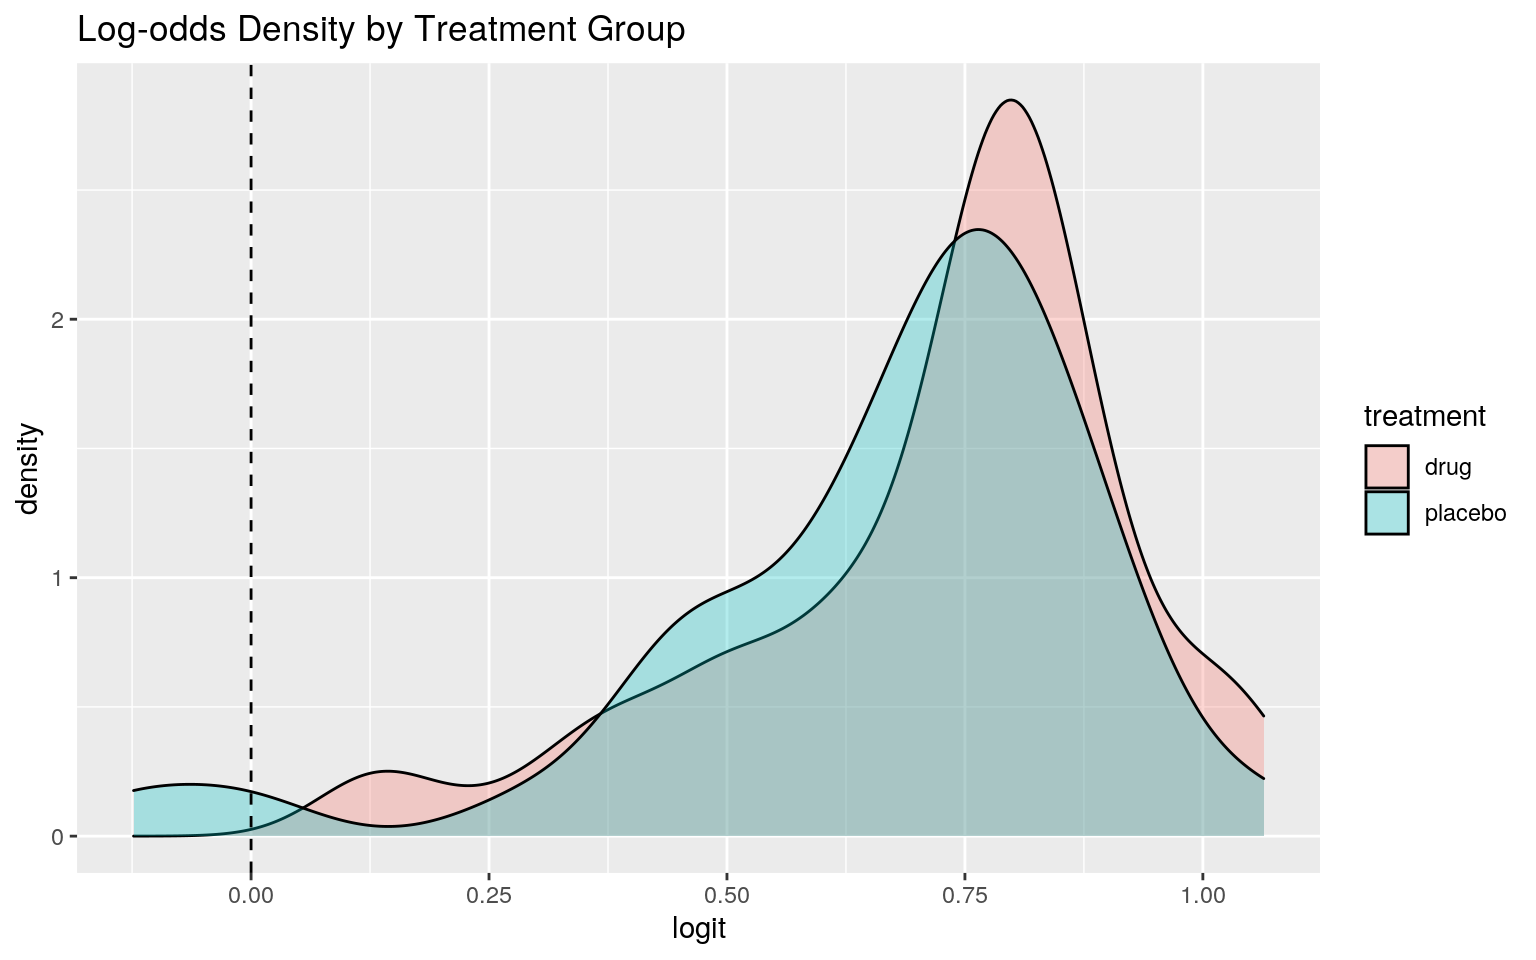 Log-odds Density by Treatment Group
density
2
1
0
0.00 0.25 0.50 0.75 1.00
logit
treatment
drug
placebo